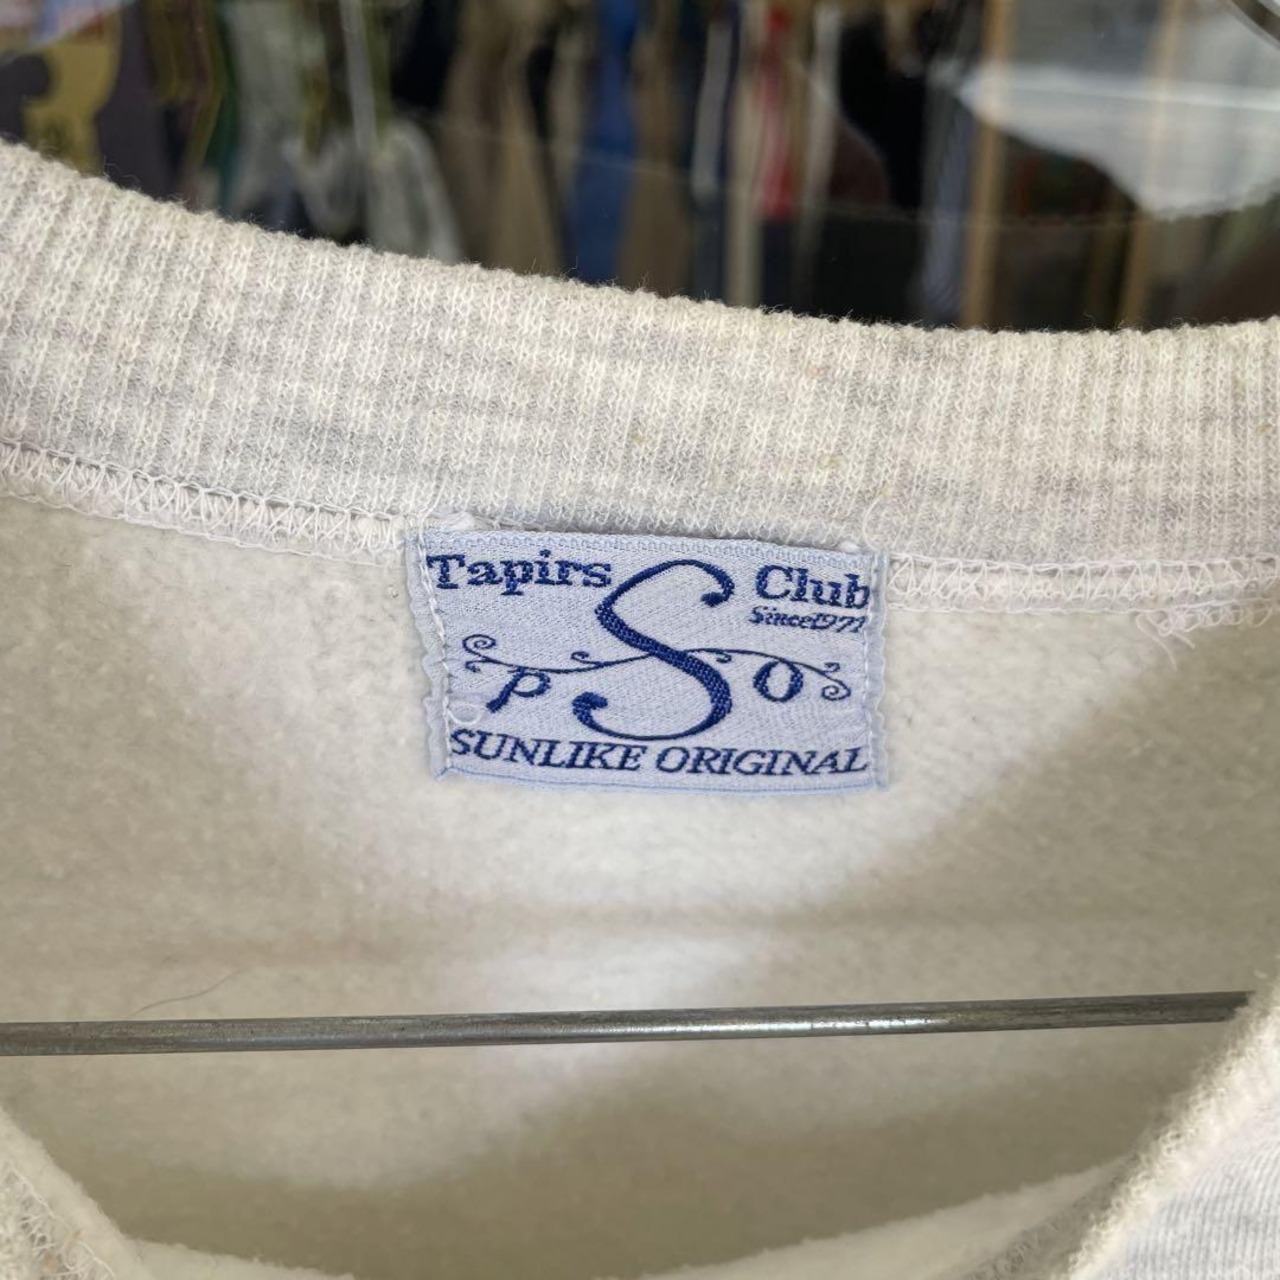 Tapirs S Club
Since1971
P O
SUNLIKE ORIGINAL